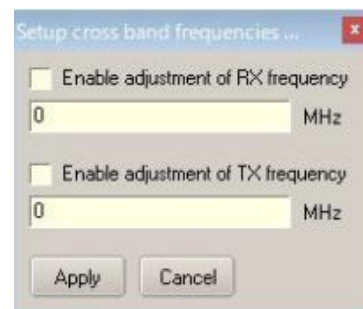 Setup cross band frequencies ...
Enable adjustment of RX frequency
0 MHz
Enable adjustment of TX frequency
0 MHz
Apply Cancel